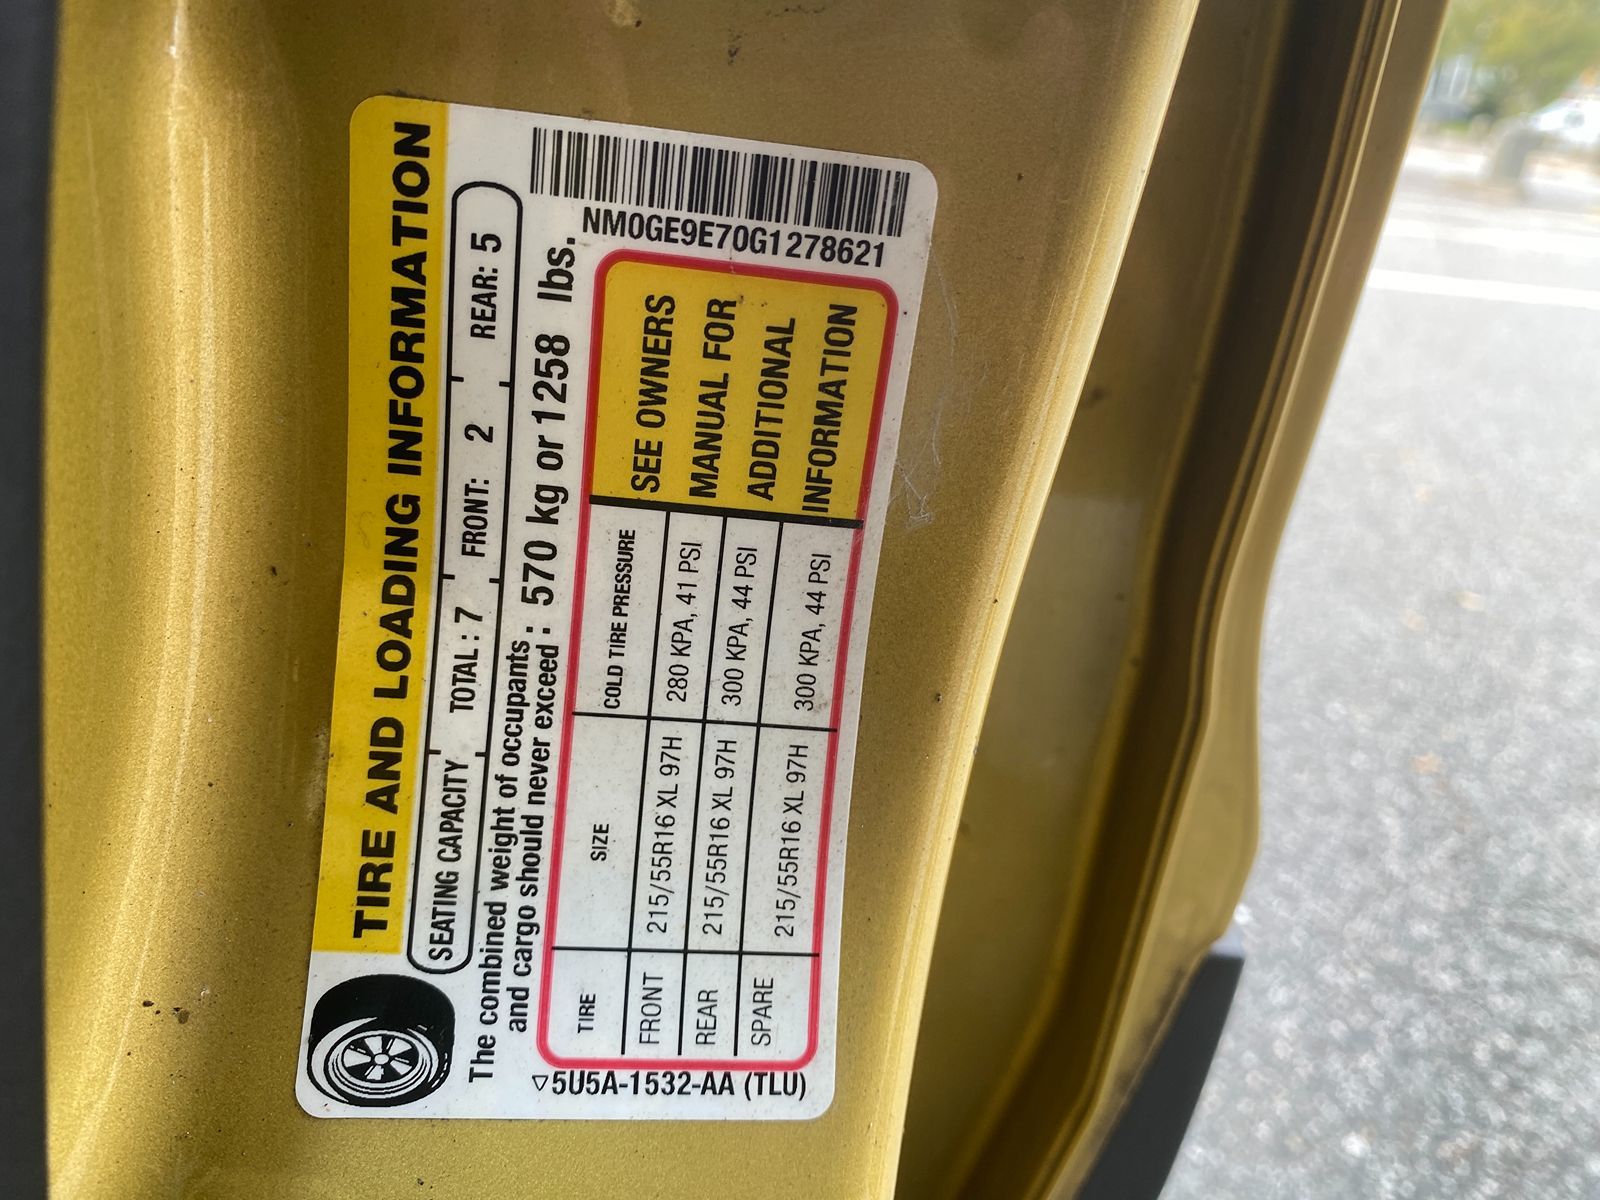 TIRE AND LOADING INFORMATION
SEATING CAPACITY TOTAL : 7 FRONT: 2 REAR: 5
The combined weight of occupants
and cargo should never exceed : 570 kg or 1258 lbs.
TIRE SIZE COLD TIRE PRESSURE
FRONT 215/55R16 XL 97H 280 KPA, 41 PSI
REAR 215/55R16 XL 97H 300 KPA, 44 PSI
SPARE 215/55R16 XL 97H 300 KPA, 44 PSI
SEE OWNERS
MANUAL FOR
ADDITIONAL
INFORMATION
NM0GE9E70G1278621
5U5A-1532-AA (TLU)